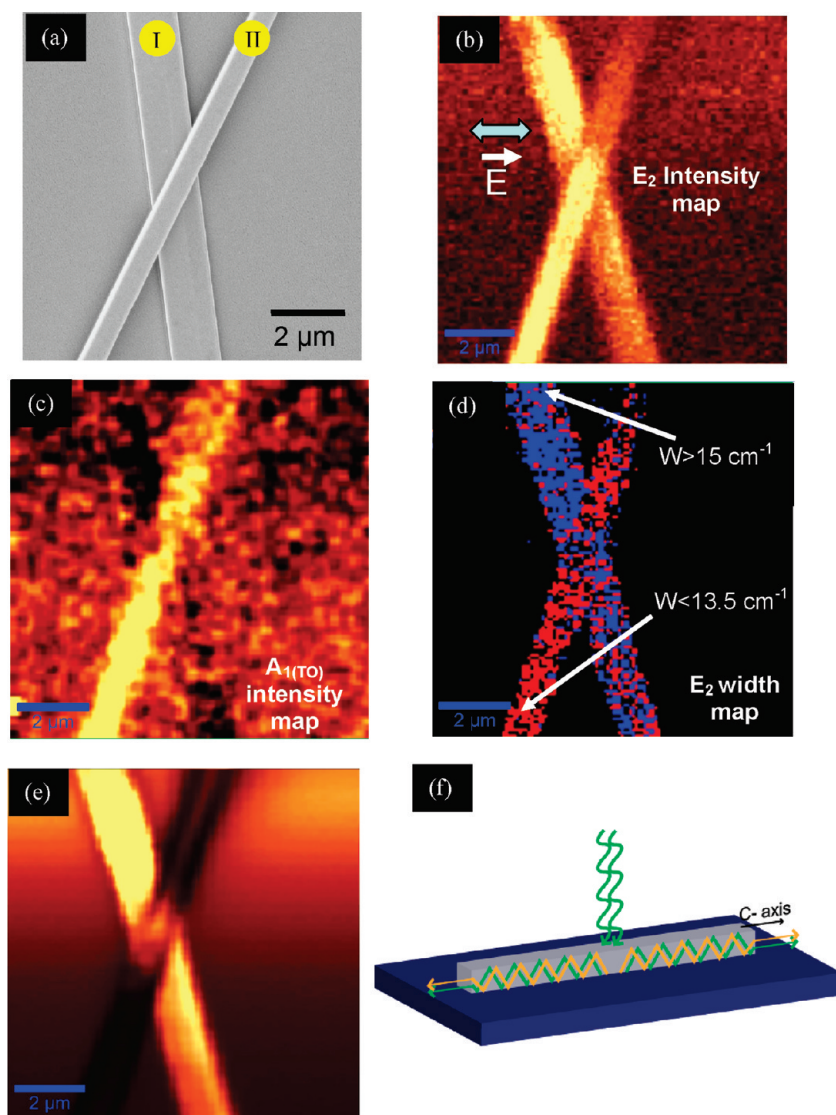 (a)
I
II
2 µm
(b)
E
E2 Intensity
map
2 µm
(c)
A1(TO)
intensity
map
2 µm
(d)
W>15 cm-1
W<13.5 cm-1
E2 width
map
2 µm
(e)
2 µm
(f)
C- axis